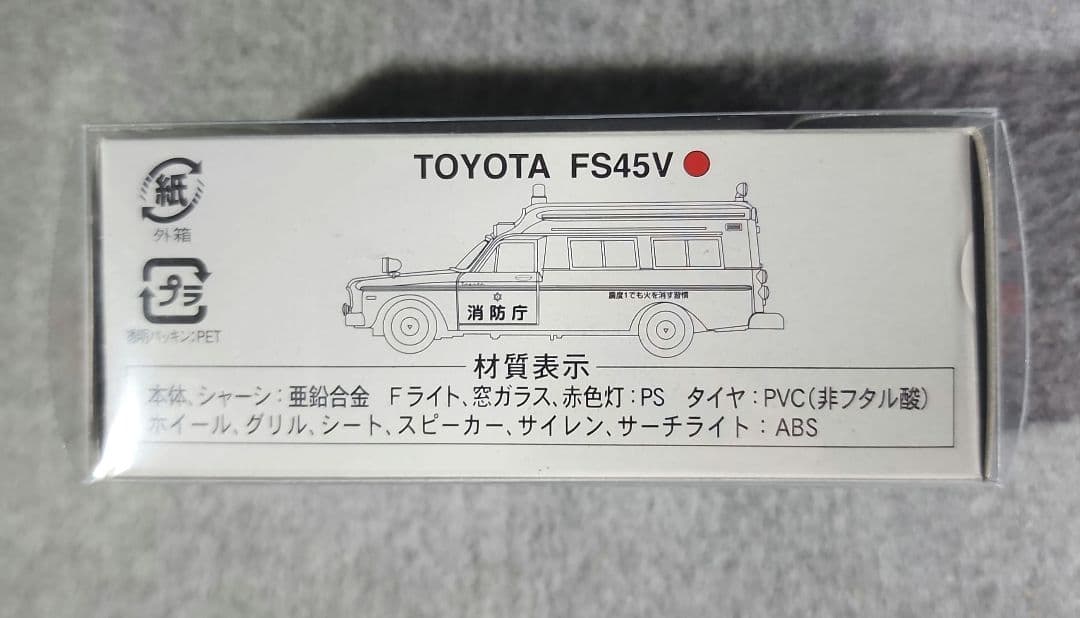 TOYOTA FS45V
紙
外箱
プラ
透明パッキン:PET
Toyota
消防庁
震度1でも火を消す習慣
材質表示
本体、シャーシ:亜鉛合金 Fライト、窓ガラス、赤色灯:PS タイヤ:PVC(非フタル酸)
ホイール、グリル、シート、スピーカー、サイレン、サーチライト:ABS